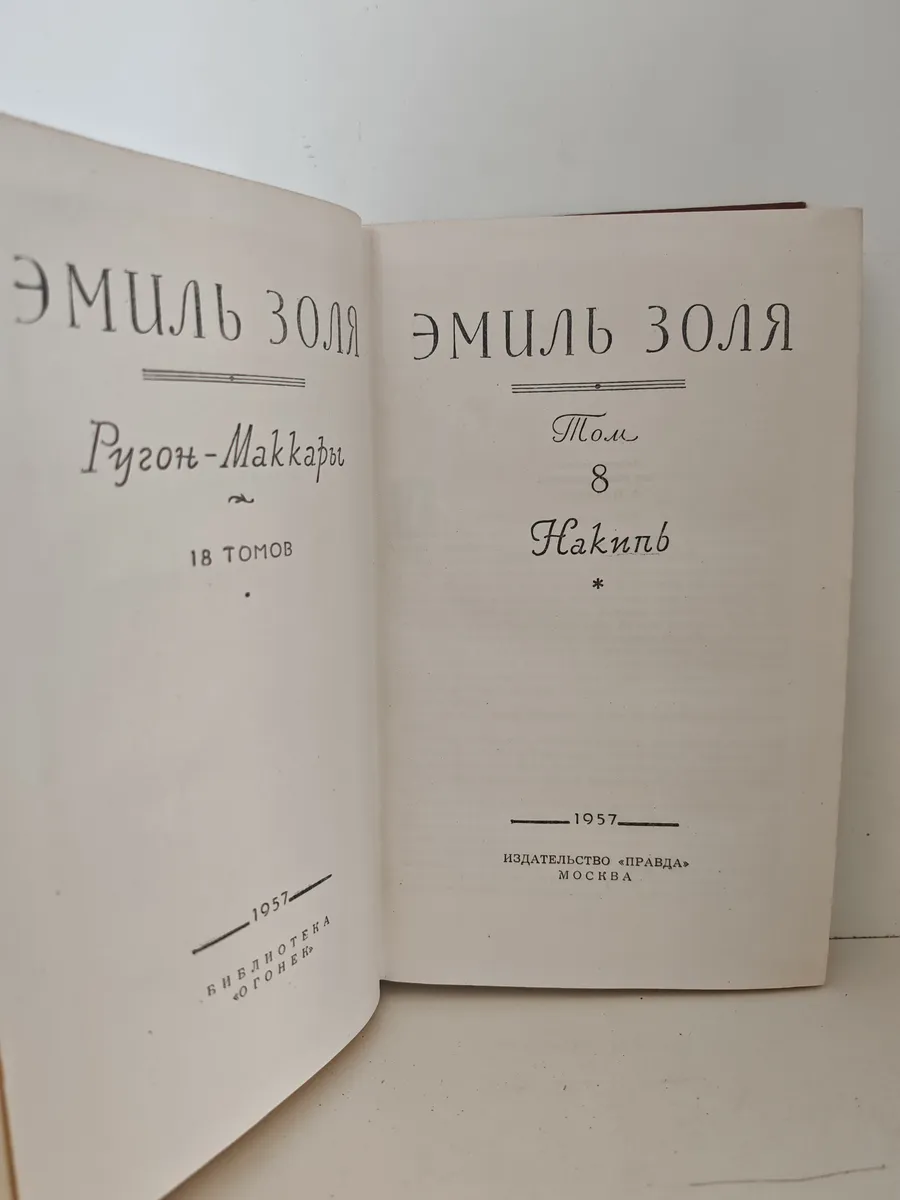 ЭМИЛЬ ЗОЛЯ
Ругон-Маккары
18 ТОМОВ
1957
БИБЛИОТЕКА
«ОГОНЕК»
ЭМИЛЬ ЗОЛЯ
Том
8
Накипь
*
1957
ИЗДАТЕЛЬСТВО «ПРАВДА»
МОСКВА